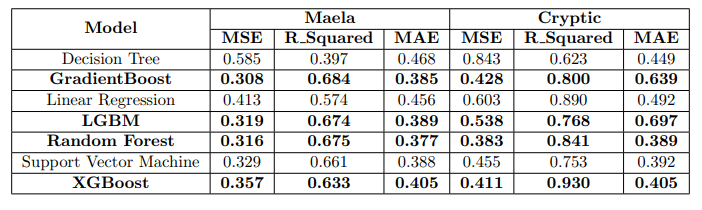 Model Maela Cryptic
MSE R_Squared MAE MSE R_Squared MAE
Decision Tree 0.585 0.397 0.468 0.843 0.623 0.449
GradientBoost 0.308 0.684 0.385 0.428 0.800 0.639
Linear Regression 0.413 0.574 0.456 0.603 0.890 0.492
LGBM 0.319 0.674 0.389 0.538 0.768 0.697
Random Forest 0.316 0.675 0.377 0.383 0.841 0.389
Support Vector Machine 0.329 0.661 0.388 0.455 0.753 0.392
XGBoost 0.357 0.633 0.405 0.411 0.930 0.405